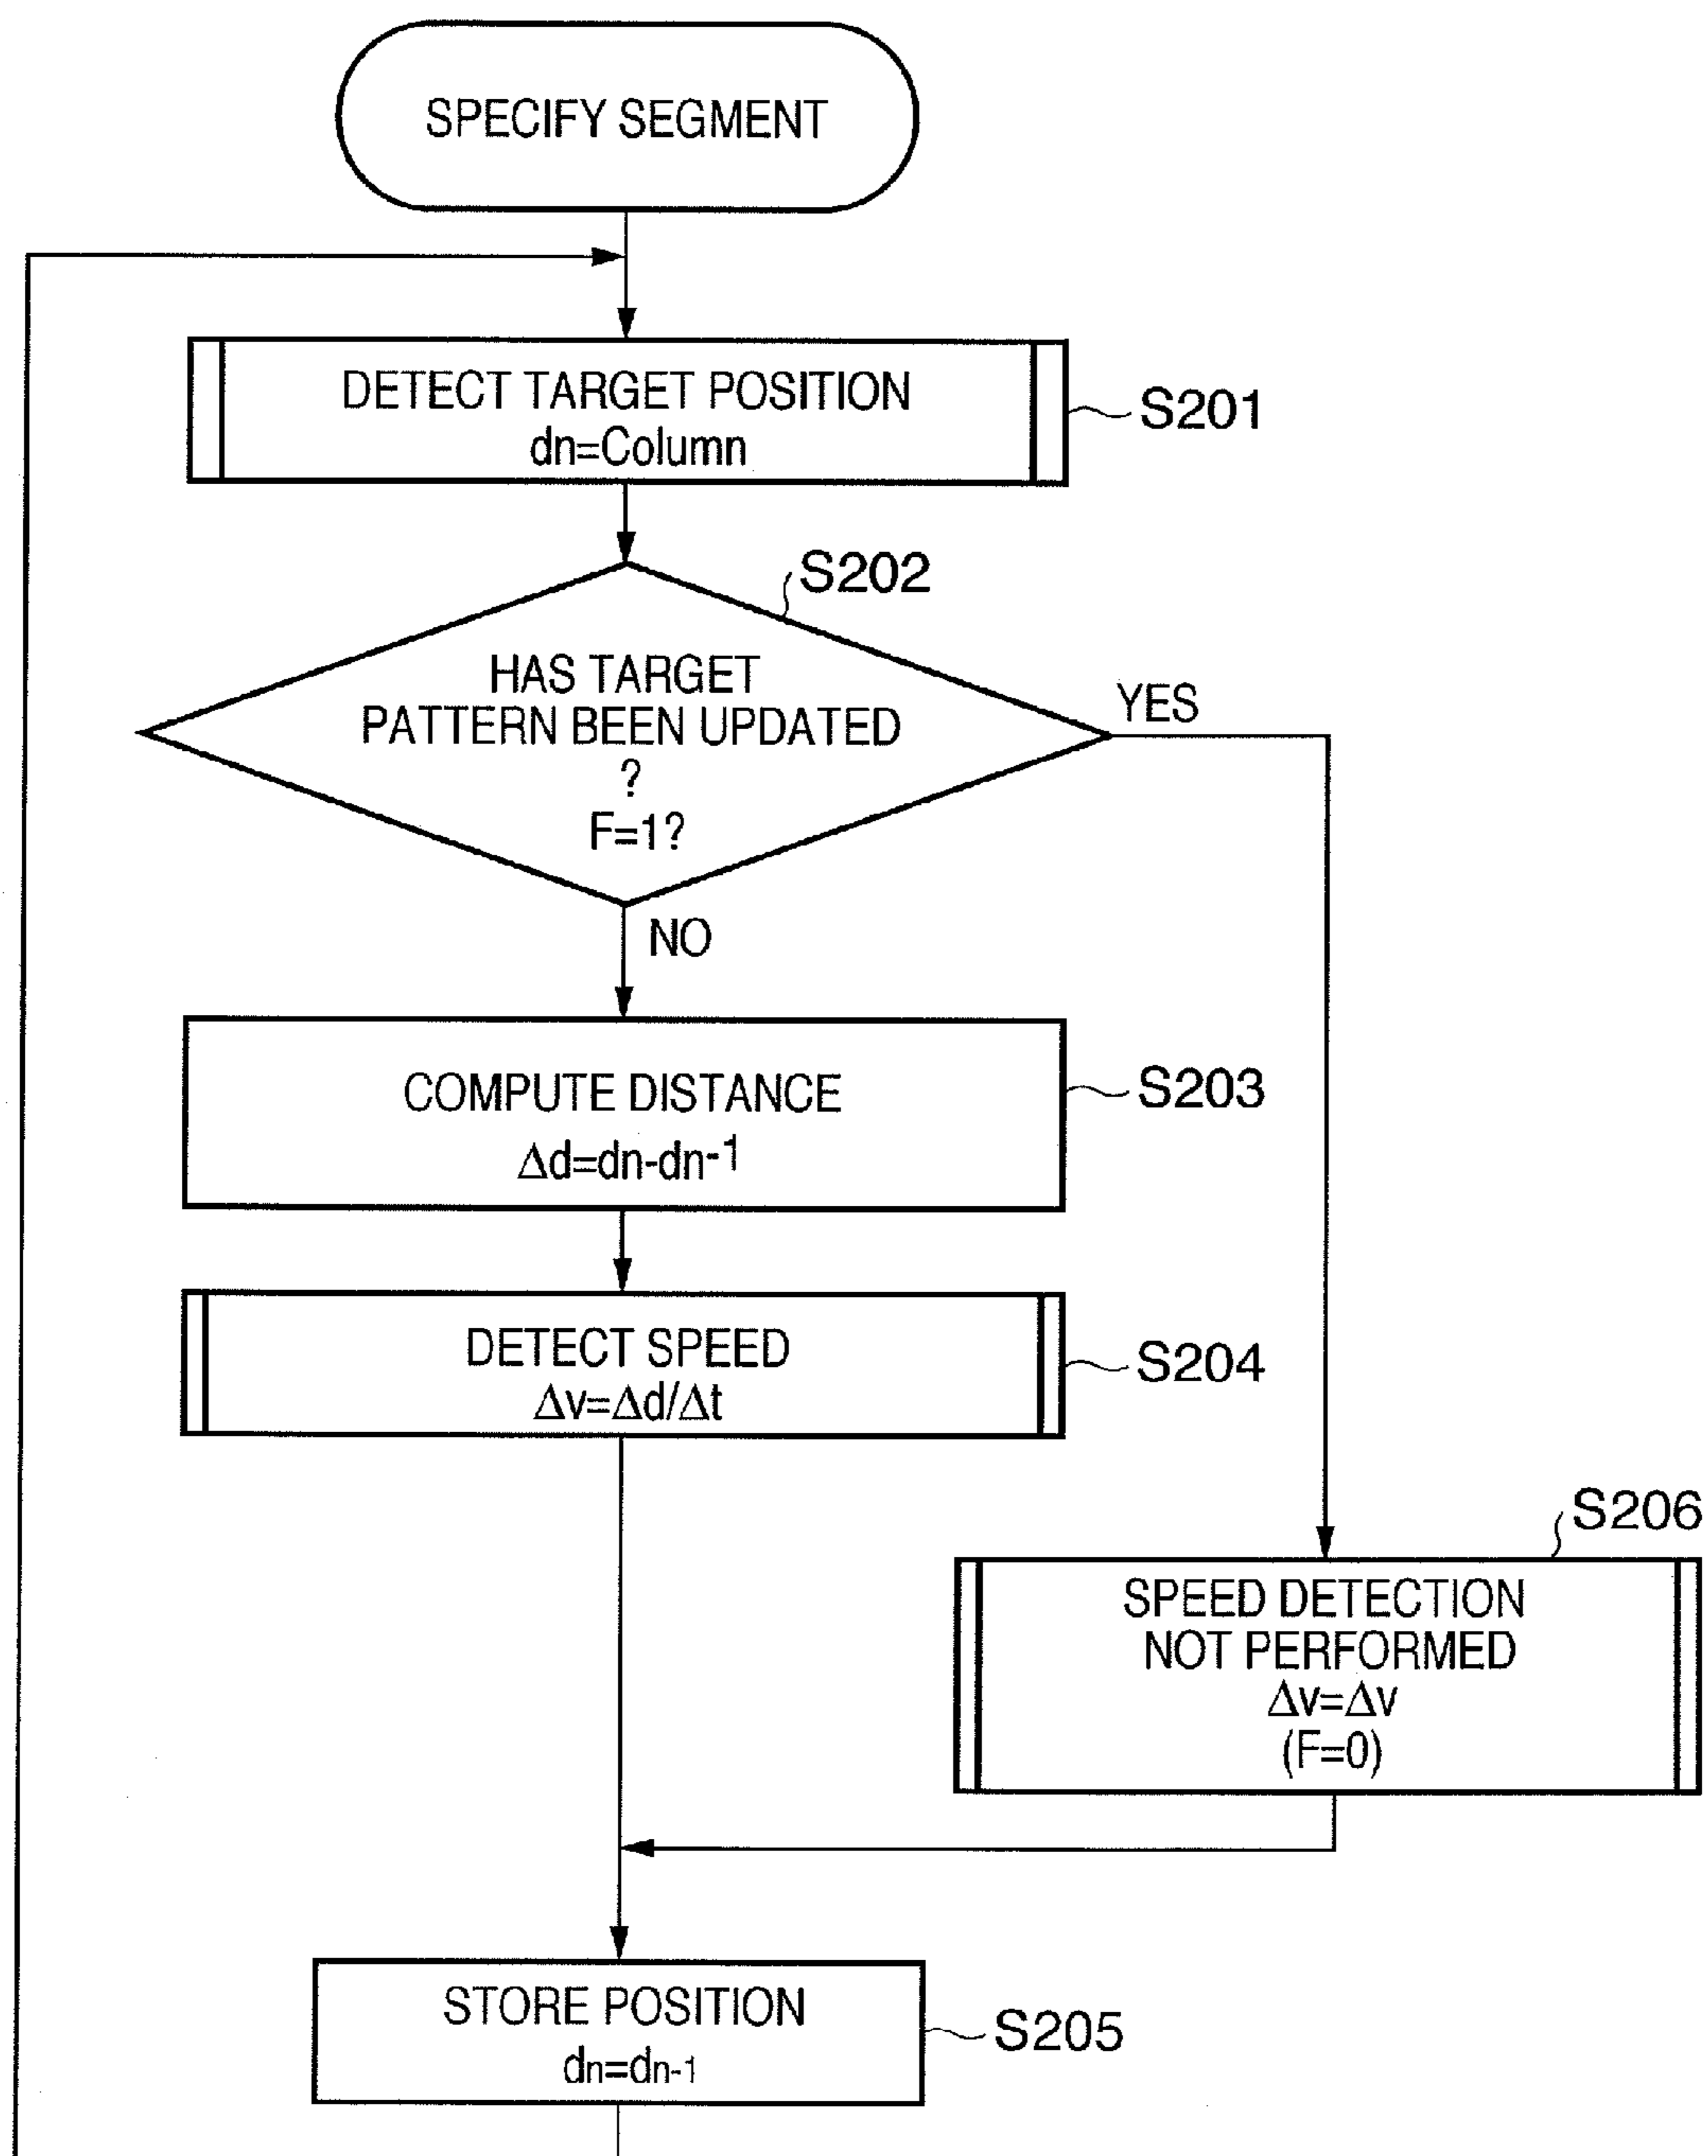 SPECIFY SEGMENT
DETECT TARGET POSITION
dn=Column
S201
S202
HAS TARGET
PATTERN BEEN UPDATED
?
F=1?
YES
NO
COMPUTE DISTANCE
Δd=dn-dn-1
S203
DETECT SPEED
Δv=Δd/Δt
S204
S206
SPEED DETECTION
NOT PERFORMED
Δv=Δv
(F=0)
STORE POSITION
dn=dn-1
S205